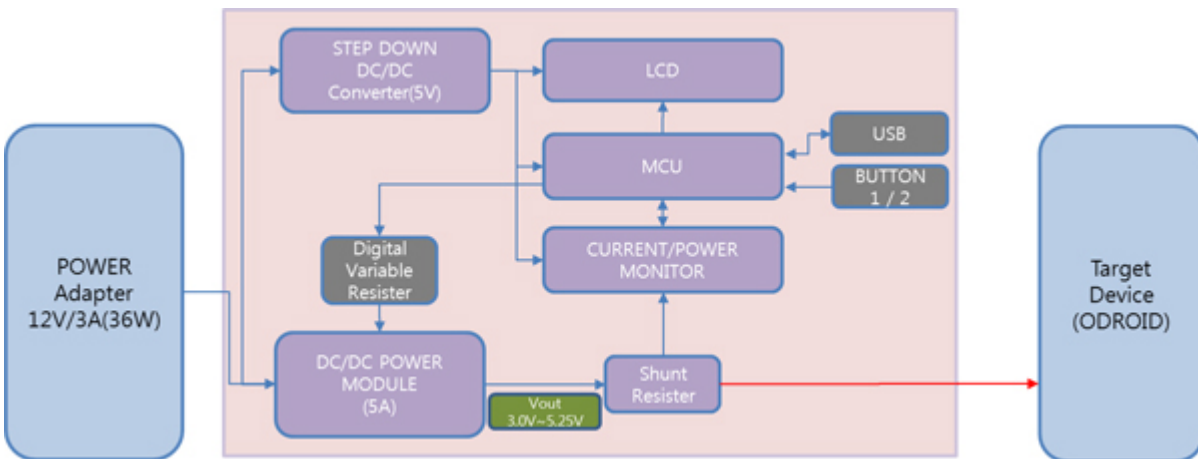 POWER
Adapter
12V/3A(36W)
STEP DOWN
DC/DC
Converter(5V)
LCD
MCU
USB
BUTTON
1 / 2
Digital
Variable
Resister
CURRENT/POWER
MONITOR
DC/DC POWER
MODULE
(5A)
Vout
3.0V~5.25V
Shunt
Resister
Target
Device
(ODROID)